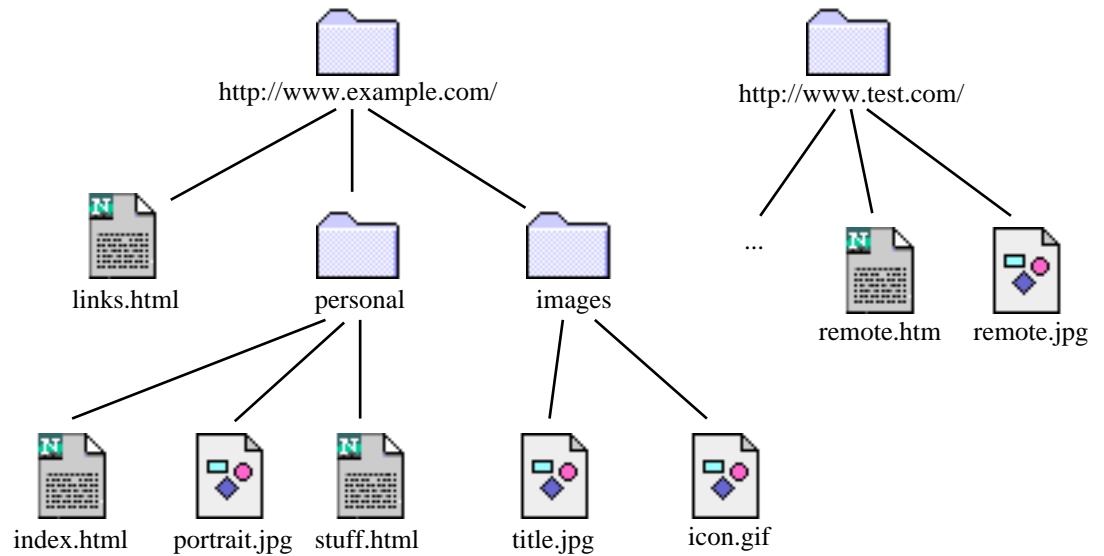 http://www.example.com/
http://www.test.com/
N
N
...
links.html
personal
images
remote.htm
remote.jpg
N
N
index.html
portrait.jpg
stuff.html
title.jpg
icon.gif